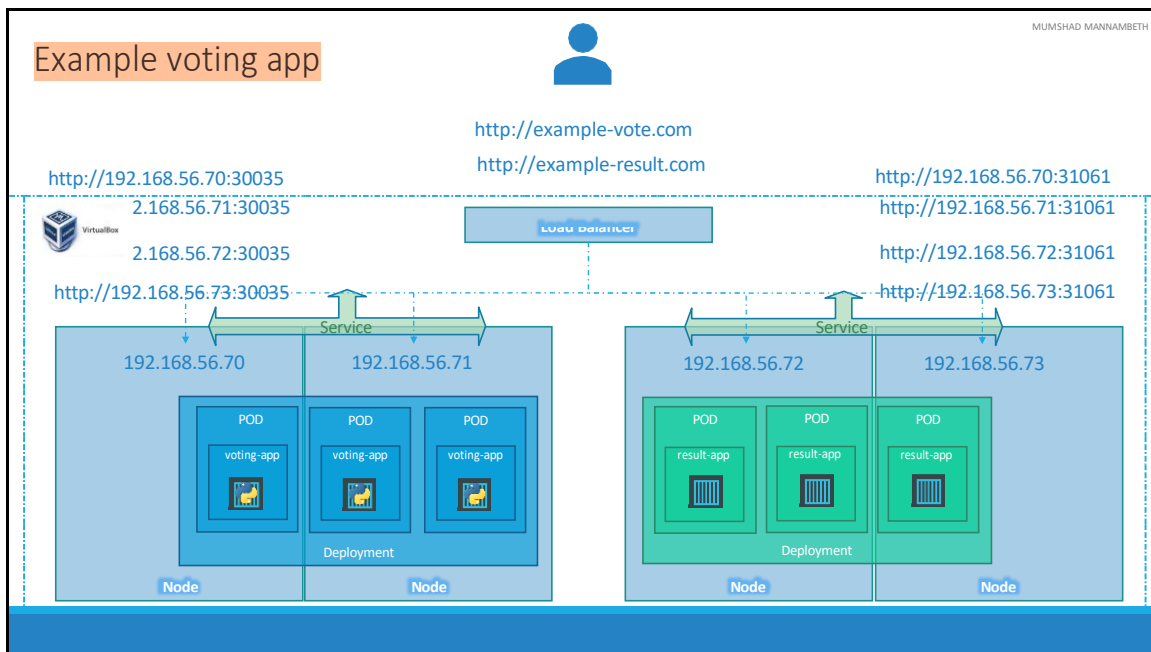 MUMSHAD MANNAMBETH
Example voting app
http://example-vote.com
http://example-result.com
http://192.168.56.70:30035
http://192.168.56.70:31061
2.168.56.71:30035
http://192.168.56.71:31061
VirtualBox
Load Balancer
2.168.56.72:30035
http://192.168.56.72:31061
http://192.168.56.73:30035
http://192.168.56.73:31061
Service
Service
192.168.56.70
192.168.56.71
192.168.56.72
192.168.56.73
POD
POD
POD
POD
POD
POD
voting-app
voting-app
voting-app
result-app
result-app
result-app
Deployment
Deployment
Node
Node
Node
Node